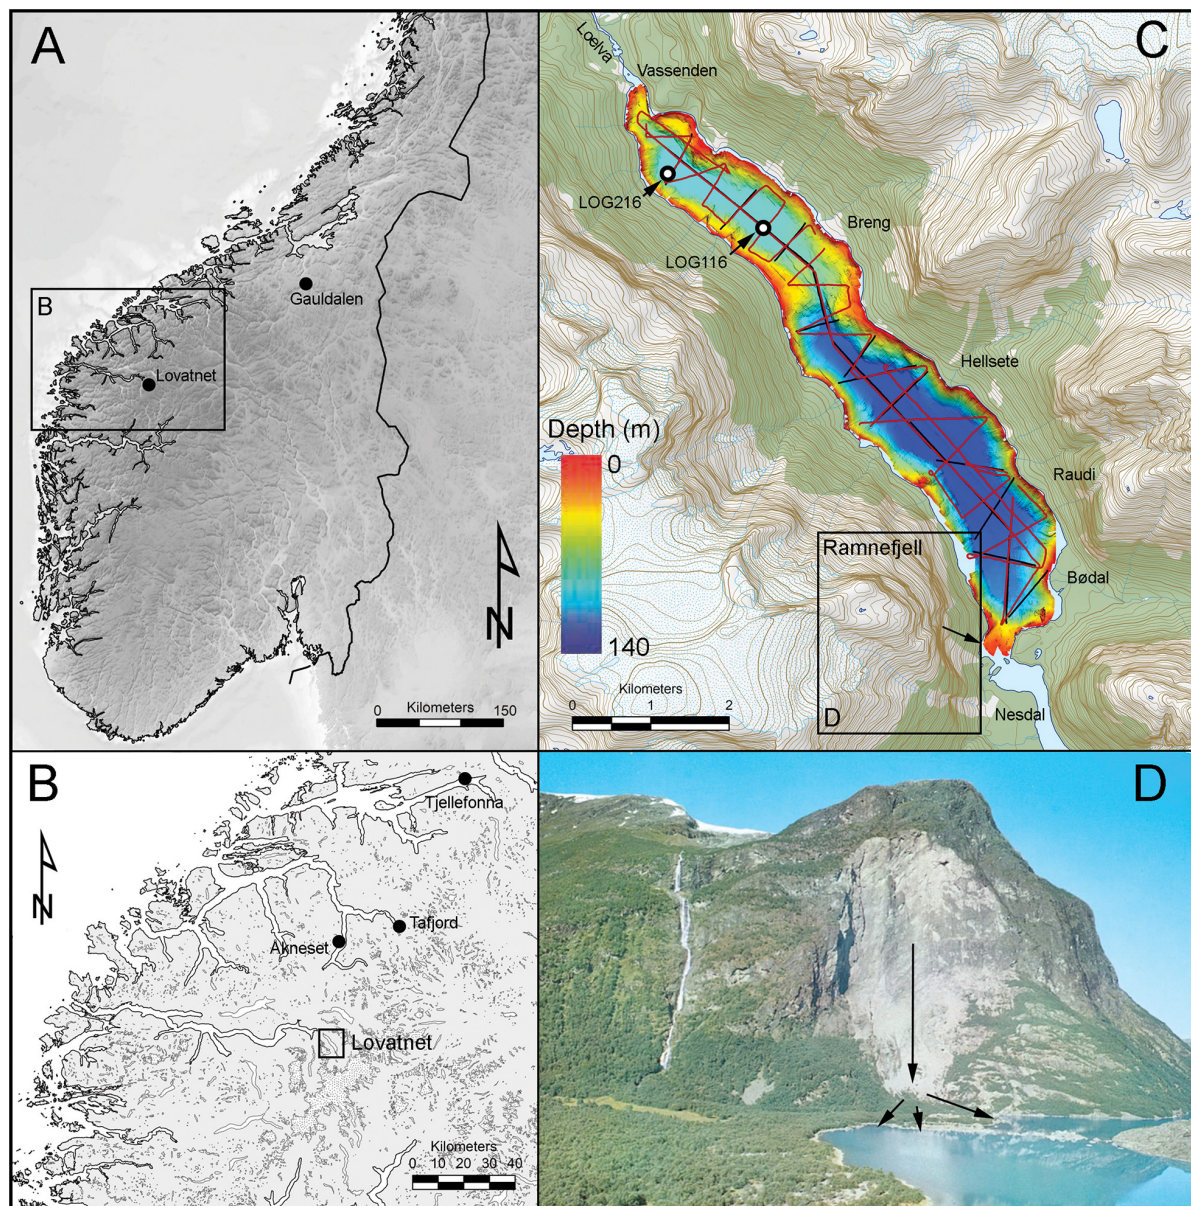 A
Gauldalen
B
Lovatnet
N
Kilometers
0 150
B
Tjellefonna
N
Tafjord
Åkneset
Lovatnet
Kilometers
0 10 20 30 40
C
Loelva
Vassenden
LOG216
Breng
LOG116
Hellsete
Depth (m)
0
140
Raudi
Ramnefjell
Bødal
Kilometers
0 1 2
D
Nesdal
D